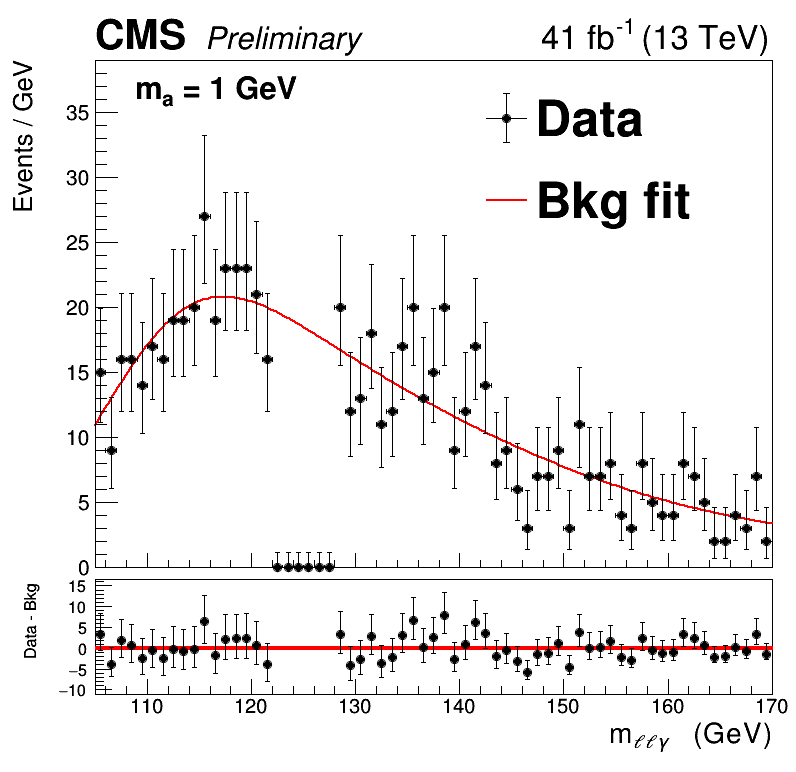 CMS Preliminary 41 fb-1 (13 TeV)
Events / GeV
ma = 1 GeV
Data
Bkg fit
35
30
25
20
15
10
5
0
Data - Bkg
15
10
5
0
−5
−10
110 120 130 140 150 160 170
mℓℓγ (GeV)